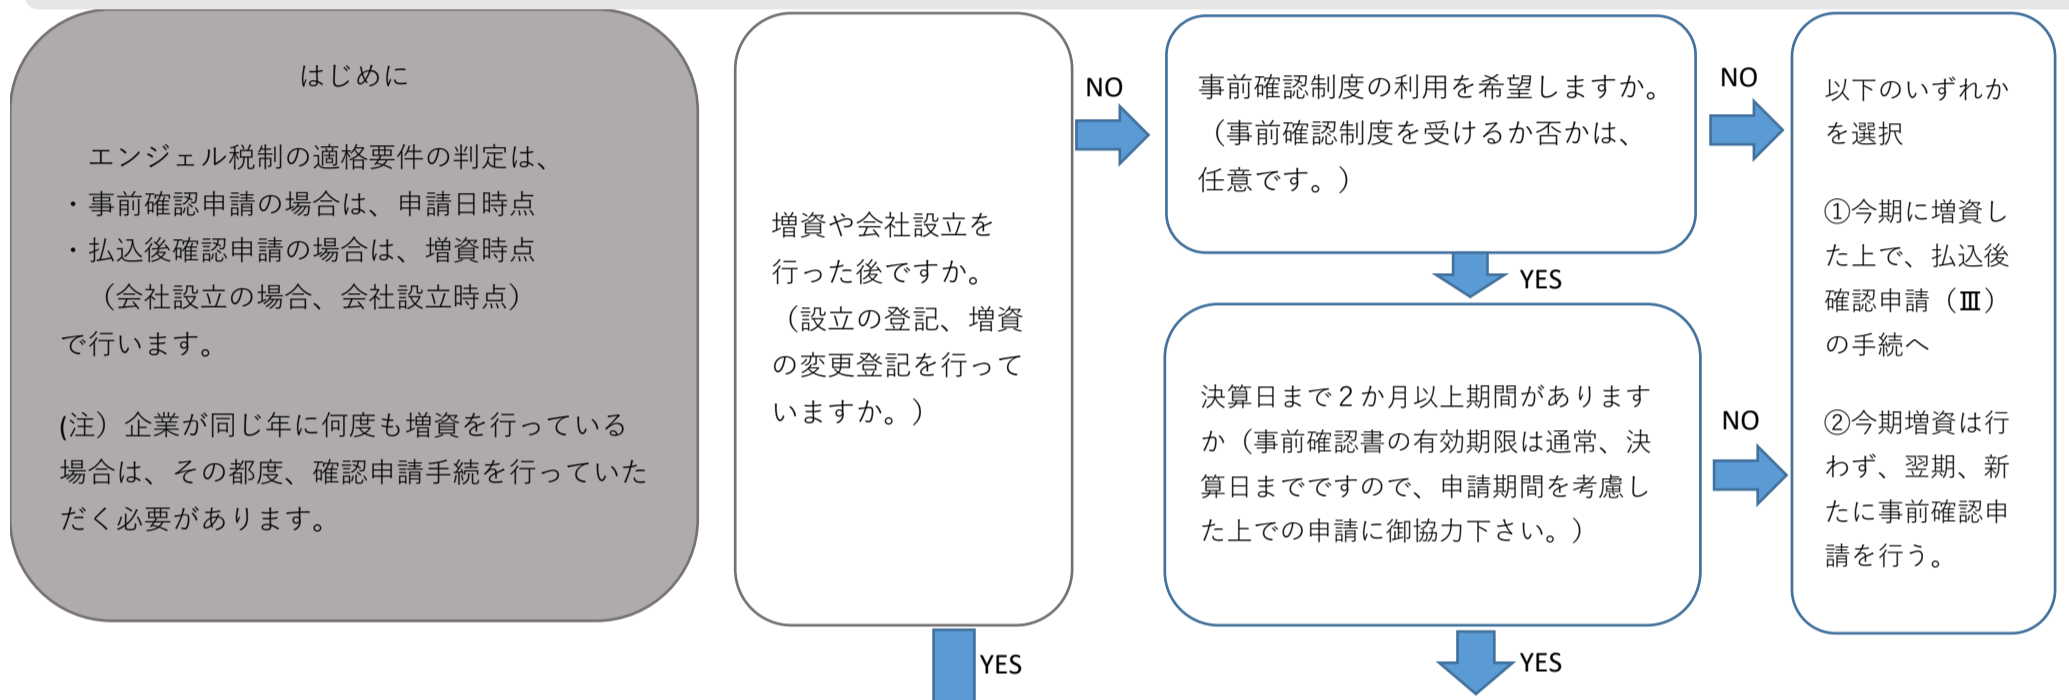 はじめに
エンジェル税制の適格要件の判定は、
・事前確認申請の場合は、申請日時点
・払込後確認申請の場合は、増資時点
（会社設立の場合、会社設立時点）
で行います。
(注）企業が同じ年に何度も増資を行っている
場合は、その都度、確認申請手続を行っていた
だく必要があります。
増資や会社設立を
行った後ですか。
（設立の登記、増資
の変更登記を行って
いますか。）
NO
YES
事前確認制度の利用を希望しますか。
（事前確認制度を受けるか否かは、
任意です。）
NO
YES
決算日まで２か月以上期間があります
か（事前確認書の有効期限は通常、決
算日までですので、申請期間を考慮し
た上での申請に御協力下さい。）
NO
YES
以下のいずれか
を選択
①今期に増資し
た上で、払込後
確認申請（Ⅲ）
の手続へ
②今期増資は行
わず、翌期、新
たに事前確認申
請を行う。